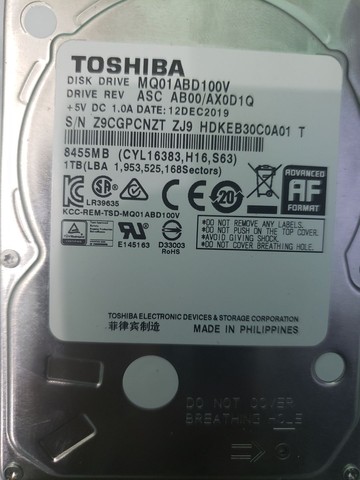 TOSHIBA
DISK DRIVE MQ01ABD100V
DRIVE REV ASC AB00/AX0D1Q
+5V DC 1.0A DATE: 12DEC2019
S/N Z9CGPCNZT ZJ9 HDKEB30C0A01 T
8455MB (CYL16383,H16,S63)
1TB(LBA 1,953,525,168Sectors)
ADVANCED
AF
FORMAT
LR39635
20
KCC-REM-TSD-MQ01ABD100V
E145163
D33003
RoHS
*DO NOT REMOVE ANY LABELS.
*DO NOT PUSH ON THE TOP COVER.
*AVOID GIVING SHOCK.
*DO NOT COVER BREATHING HOLE.
TOSHIBA ELECTRONIC DEVICES & STORAGE CORPORATION
菲律宾制造
MADE IN PHILIPPINES
DO NOT COVER
BREATHING HOLE